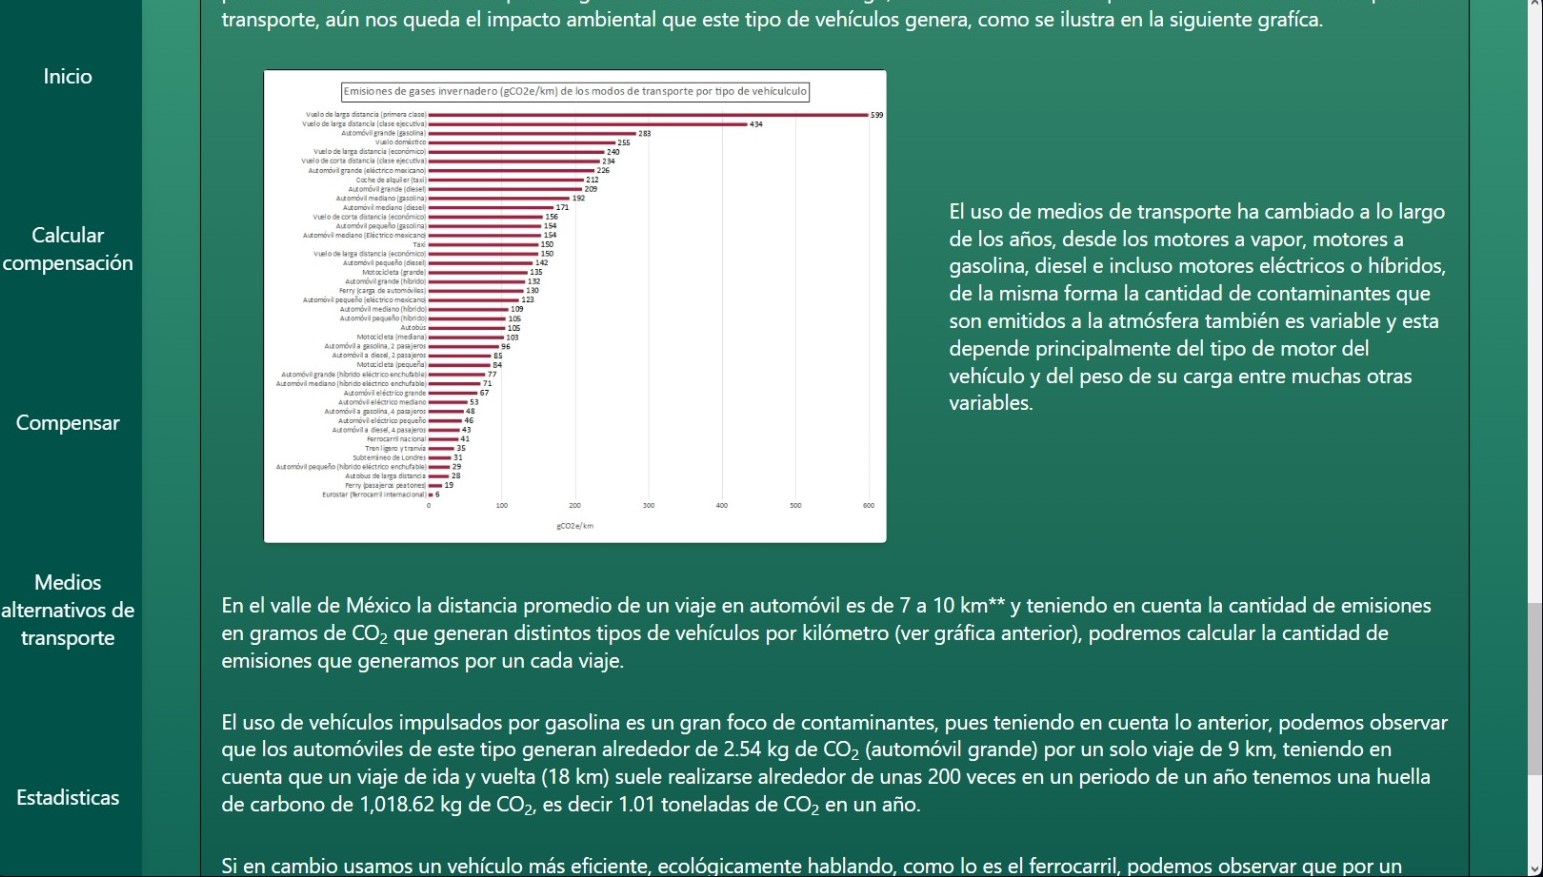 transporte, aún nos queda el impacto ambiental que este tipo de vehículos genera, como se ilustra en la siguiente grafíca.
Inicio
Calcular
compensación
Compensar
Medios
alternativos de
transporte
Estadisticas
Emisiones de gases invernadero (gCO2e/km) de los modos de transporte por tipo de vehículculo
Vuelo de larga distancia (primera clase) 599
Vuelo de larga distancia (clase ejecutiva) 434
Automóvil grande (gasolina) 283
Vuelo doméstico 255
Vuelo de larga distancia (económico) 240
Vuelo de corta distancia (clase ejecutiva) 234
Automóvil grande (eléctrico mexicano) 226
Coche de alquiler (taxi) 212
Automóvil grande (diesel) 209
Automóvil mediano (gasolina) 192
Automóvil mediano (diesel) 171
Vuelo de corta distancia (económico) 156
Automóvil pequeño (gasolina) 154
Automóvil mediano (Eléctrico mexicano) 154
Taxi 150
Vuelo de larga distancia (económico) 150
Automóvil pequeño (diesel) 142
Motocicleta (grande) 135
Automóvil grande (híbrido) 132
Ferry (carga de automóviles) 130
Automóvil pequeño (eléctrico mexicano) 123
Automóvil mediano (híbrido) 109
Automóvil pequeño (híbrido) 105
Autobús 105
Motocicleta (mediana) 103
Automóvil a gasolina, 2 pasajeros 96
Automóvil a diesel, 2 pasajeros 85
Motocicleta (pequeña) 84
Automóvil grande (híbrido eléctrico enchufable) 77
Automóvil mediano (híbrido eléctrico enchufable) 71
Automóvil eléctrico grande 67
Automóvil eléctrico mediano 53
Automóvil a gasolina, 4 pasajeros 48
Automóvil eléctrico pequeño 46
Automóvil a diesel, 4 pasajeros 43
Ferrocarril nacional 41
Tren ligero y tranvía 35
Subterráneo de Londres 31
Automóvil pequeño (híbrido eléctrico enchufable) 29
Autobus de larga distancia 28
Ferry (pasajeros peatones) 19
Eurostar (ferrocarril internacional) 6
0 100 200 300 400 500 600
gCO2e/km
El uso de medios de transporte ha cambiado a lo largo
de los años, desde los motores a vapor, motores a
gasolina, diesel e incluso motores eléctricos o híbridos,
de la misma forma la cantidad de contaminantes que
son emitidos a la atmósfera también es variable y esta
depende principalmente del tipo de motor del
vehículo y del peso de su carga entre muchas otras
variables.
En el valle de México la distancia promedio de un viaje en automóvil es de 7 a 10 km** y teniendo en cuenta la cantidad de emisiones
en gramos de CO₂ que generan distintos tipos de vehículos por kilómetro (ver gráfica anterior), podremos calcular la cantidad de
emisiones que generamos por un cada viaje.
El uso de vehículos impulsados por gasolina es un gran foco de contaminantes, pues teniendo en cuenta lo anterior, podemos observar
que los automóviles de este tipo generan alrededor de 2.54 kg de CO₂ (automóvil grande) por un solo viaje de 9 km, teniendo en
cuenta que un viaje de ida y vuelta (18 km) suele realizarse alrededor de unas 200 veces en un periodo de un año tenemos una huella
de carbono de 1,018.62 kg de CO₂, es decir 1.01 toneladas de CO₂ en un año.
Si en cambio usamos un vehículo más eficiente, ecológicamente hablando, como lo es el ferrocarril, podemos observar que por un